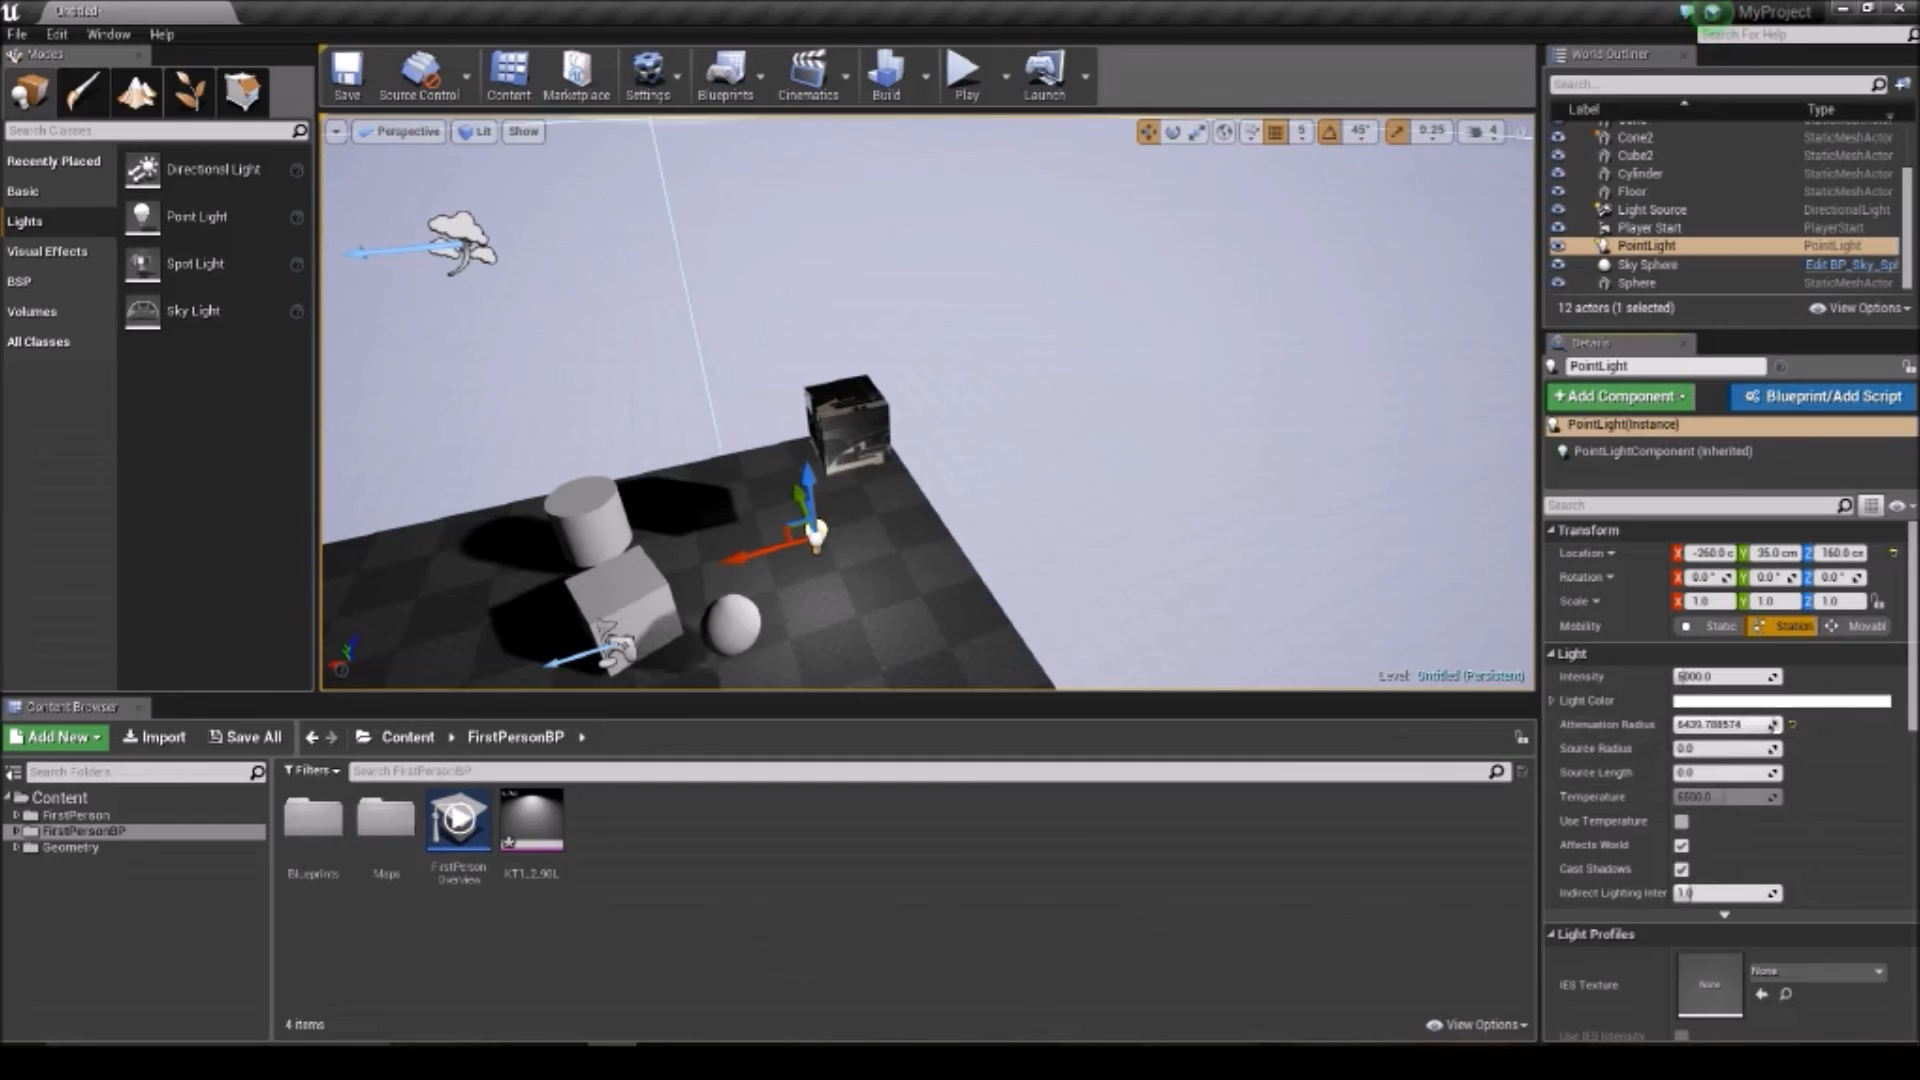 Untitled
MyProject
File Edit Window Help
Search For Help
Modes
Search Classes
Recently Placed
Basic
Lights
Visual Effects
BSP
Volumes
All Classes
Directional Light
Point Light
Spot Light
Sky Light
Save
Source Control
Content
Marketplace
Settings
Blueprints
Cinematics
Build
Play
Launch
Perspective
Lit
Show
5
45°
0.25
4
Level: Untitled (Persistent)
World Outliner
Search...
Label Type
Cone2 StaticMeshActor
Cube2 StaticMeshActor
Cylinder StaticMeshActor
Floor StaticMeshActor
Light Source DirectionalLight
Player Start PlayerStart
PointLight PointLight
Sky Sphere Edit BP_Sky_Sp
Sphere StaticMeshActor
12 actors (1 selected)
View Options
Details
PointLight
+ Add Component
Blueprint/Add Script
PointLight(Instance)
PointLightComponent (Inherited)
Search
Transform
Location X -260.0 c Y 35.0 cm Z 160.0 cm
Rotation X 0.0 ° Y 0.0 ° Z 0.0 °
Scale X 1.0 Y 1.0 Z 1.0
Mobility Static Station Movabl
Light
Intensity 5000.0
Light Color
Attenuation Radius 6439.788574
Source Radius 0.0
Source Length 0.0
Temperature 6500.0
Use Temperature
Affects World
Cast Shadows
Indirect Lighting Inter 1.0
Light Profiles
IES Texture
None
None
Use IES Intensity
Content Browser
Add New
Import
Save All
Content
FirstPersonBP
Search Folders
Filters
Search FirstPersonBP
Content
FirstPerson
FirstPersonBP
Geometry
Blueprints
Maps
FirstPerson
Overview
KT1_2_90L
4 items
View Options